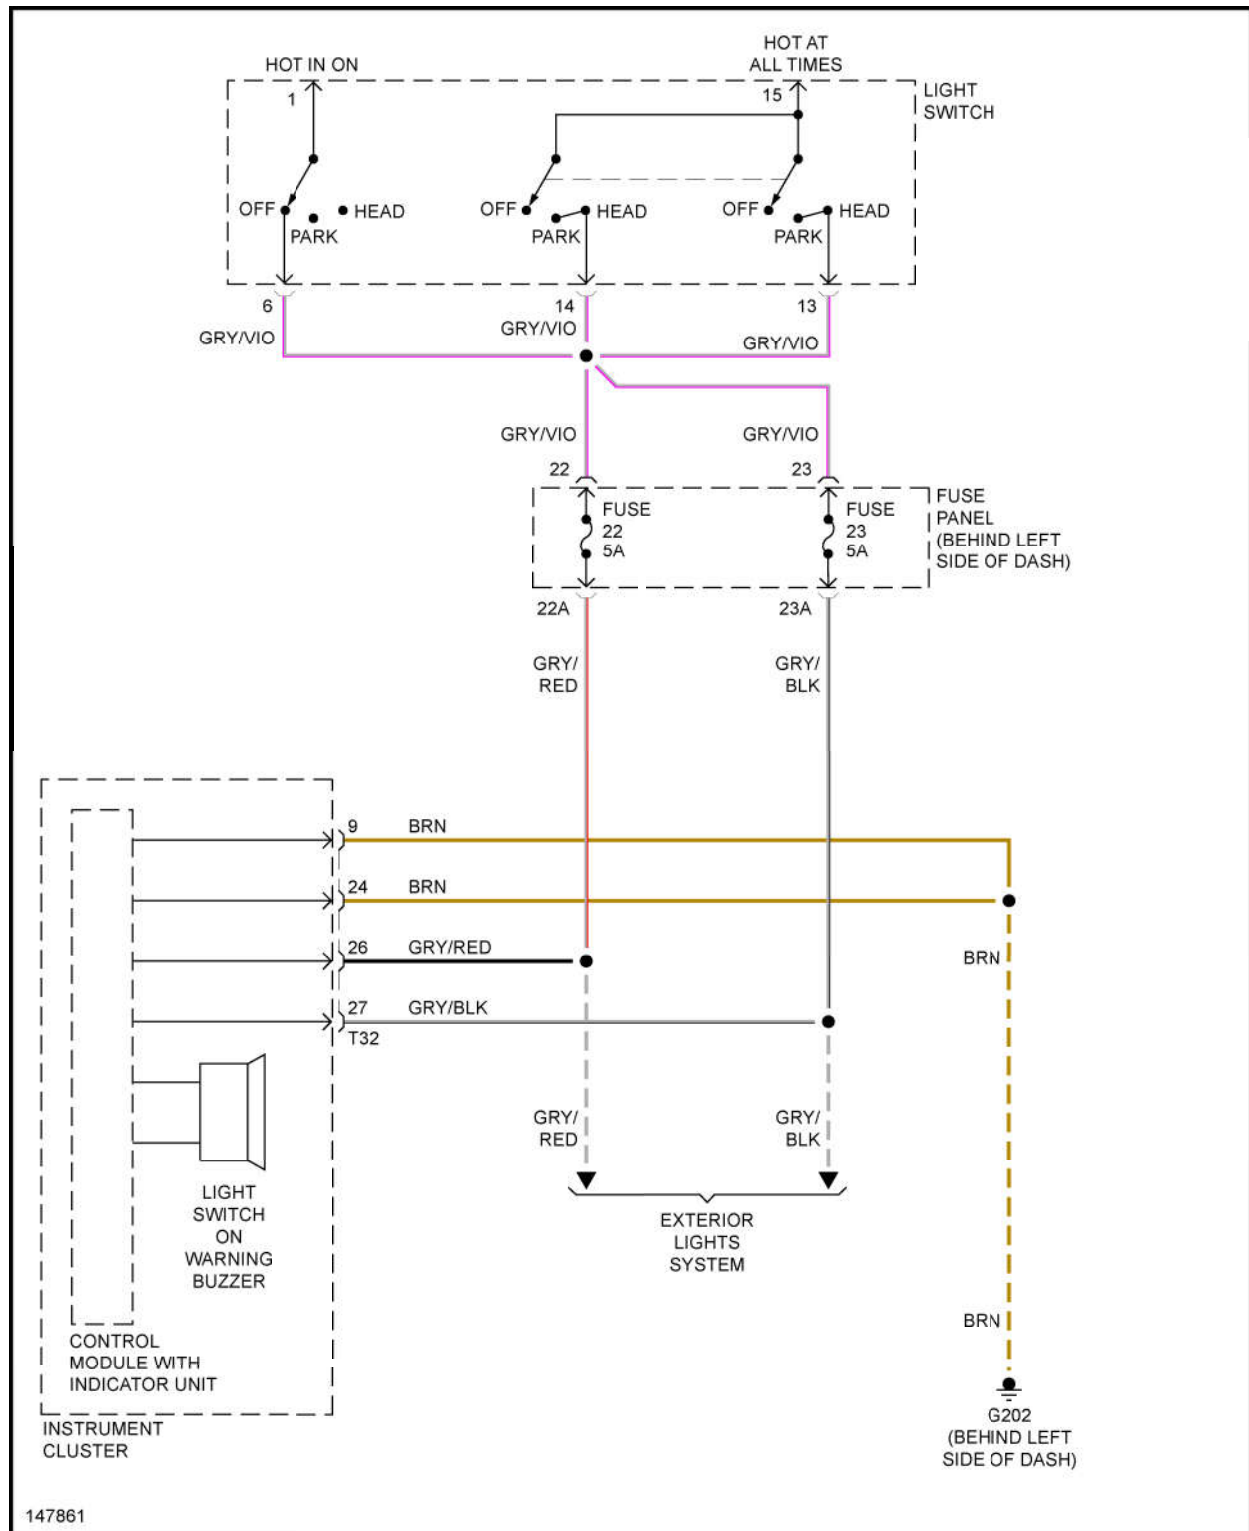 HOT IN ON
HOT AT
ALL TIMES
1
15
LIGHT
SWITCH
OFF
HEAD
PARK
OFF
HEAD
PARK
OFF
HEAD
PARK
6
14
13
GRY/VIO
GRY/VIO
GRY/VIO
GRY/VIO
GRY/VIO
22
23
FUSE
22
5A
FUSE
23
5A
FUSE
PANEL
(BEHIND LEFT
SIDE OF DASH)
22A
23A
GRY/
RED
GRY/
BLK
9
BRN
24
BRN
26
GRY/RED
27
GRY/BLK
T32
BRN
GRY/
RED
GRY/
BLK
LIGHT
SWITCH
ON
WARNING
BUZZER
EXTERIOR
LIGHTS
SYSTEM
BRN
CONTROL
MODULE WITH
INDICATOR UNIT
INSTRUMENT
CLUSTER
G202
(BEHIND LEFT
SIDE OF DASH)
147861